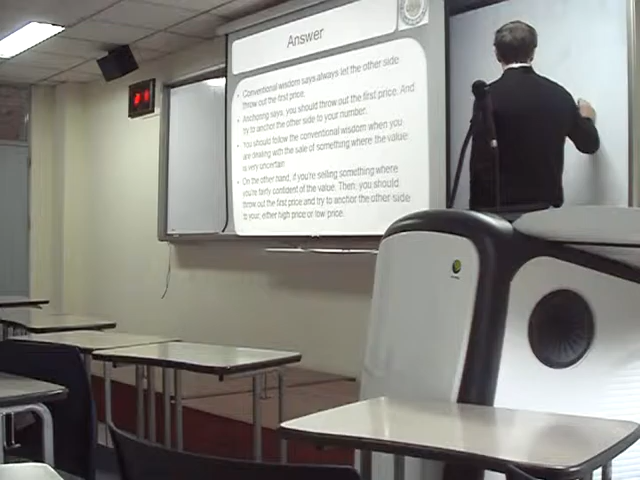 Answer
• Conventional wisdom says always let the other side
throw out the first price.
• Anchoring says, you should throw out the first price. And
try to anchor the other side to your number.
• You should follow the conventional wisdom when you
are dealing with the sale of something where the value
is very uncertain.
• On the other hand, if you're selling something where
you're fairly confident of the value. Then, you should
throw out the first price and try to anchor the other side
to your, either high price or low price.